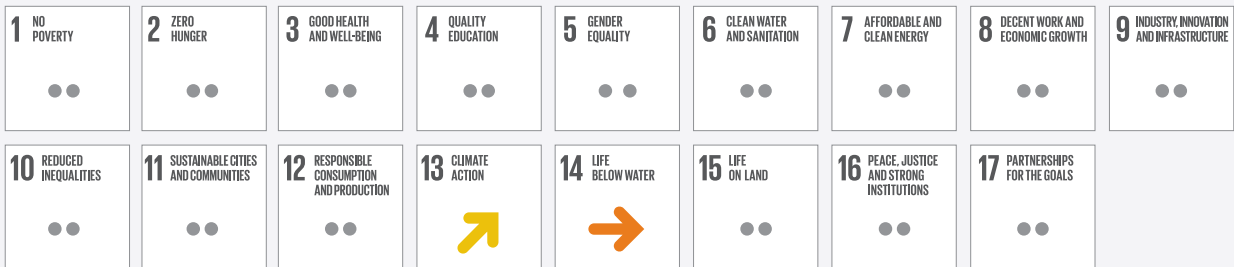 1 NO
POVERTY
2 ZERO
HUNGER
3 GOOD HEALTH
AND WELL-BEING
4 QUALITY
EDUCATION
5 GENDER
EQUALITY
6 CLEAN WATER
AND SANITATION
7 AFFORDABLE AND
CLEAN ENERGY
8 DECENT WORK AND
ECONOMIC GROWTH
9 INDUSTRY, INNOVATION
AND INFRASTRUCTURE
10 REDUCED
INEQUALITIES
11 SUSTAINABLE CITIES
AND COMMUNITIES
12 RESPONSIBLE
CONSUMPTION
AND PRODUCTION
13 CLIMATE
ACTION
14 LIFE
BELOW WATER
15 LIFE
ON LAND
16 PEACE, JUSTICE
AND STRONG
INSTITUTIONS
17 PARTNERSHIPS
FOR THE GOALS